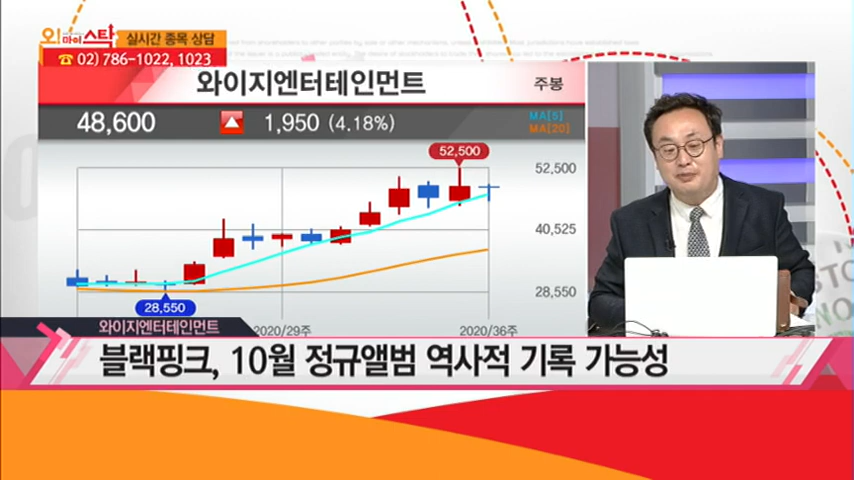 오! 마이 스탁 실시간 종목 상담
☎ 02) 786-1022, 1023
와이지엔터테인먼트 주봉
48,600 ▲ 1,950 (4.18%)
MA[5]
MA[20]
52,500
52,500
40,525
28,550
28,550
2020/29주 2020/36주
와이지엔터테인먼트
블랙핑크, 10월 정규앨범 역사적 기록 가능성